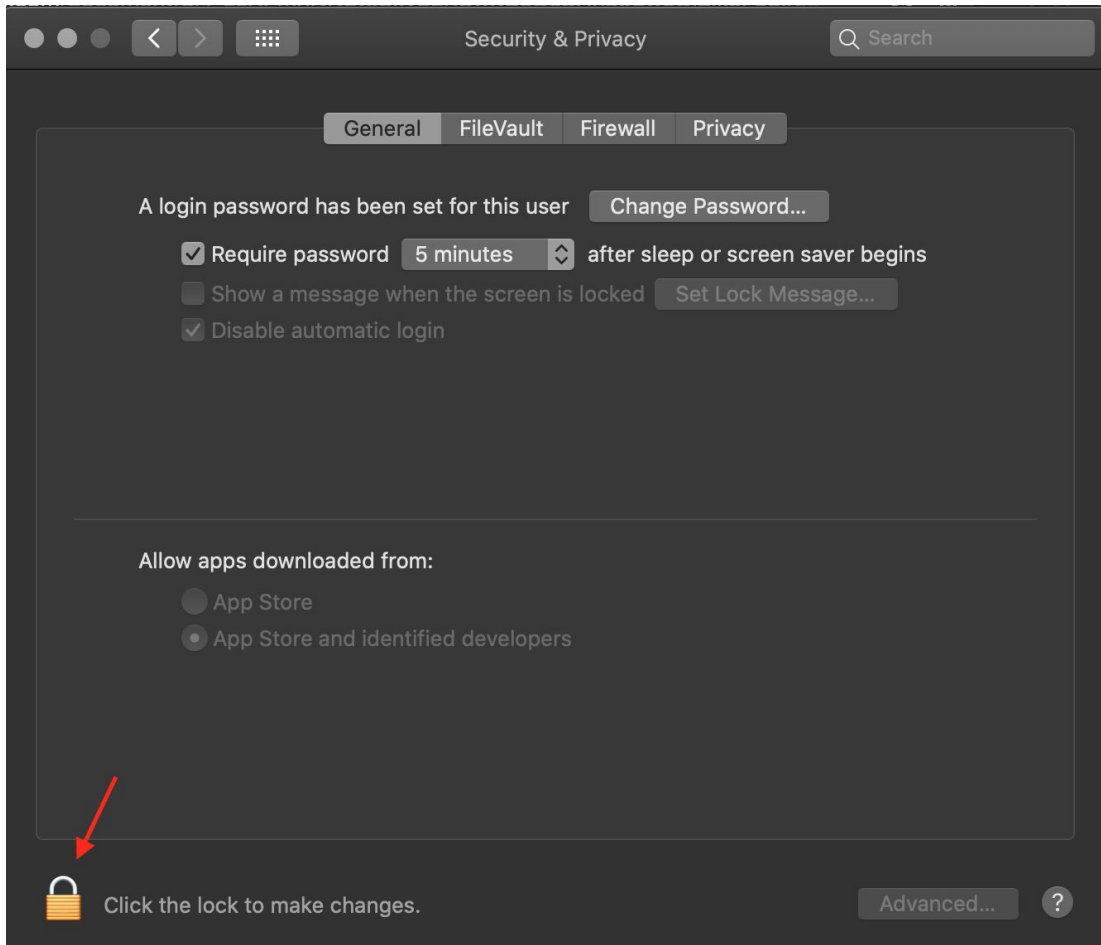 Security & Privacy
Search
General FileVault Firewall Privacy
A login password has been set for this user Change Password...
Require password 5 minutes after sleep or screen saver begins
Show a message when the screen is locked Set Lock Message...
Disable automatic login
Allow apps downloaded from:
App Store
App Store and identified developers
Click the lock to make changes.
Advanced... ?